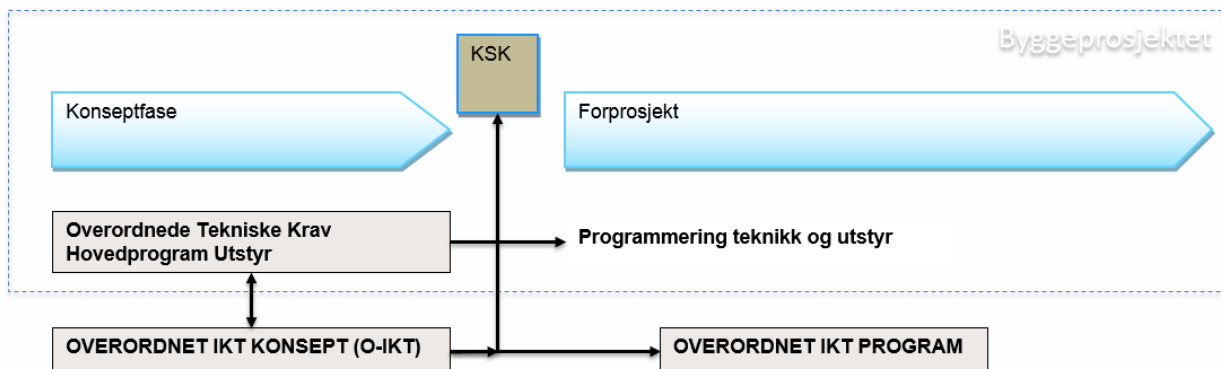 Byggeprosjektet
KSK
Konseptfase
Forprosjekt
Overordnede Tekniske Krav
Hovedprogram Utstyr
Programmering teknikk og utstyr
OVERORDNET IKT KONSEPT (O-IKT)
OVERORDNET IKT PROGRAM